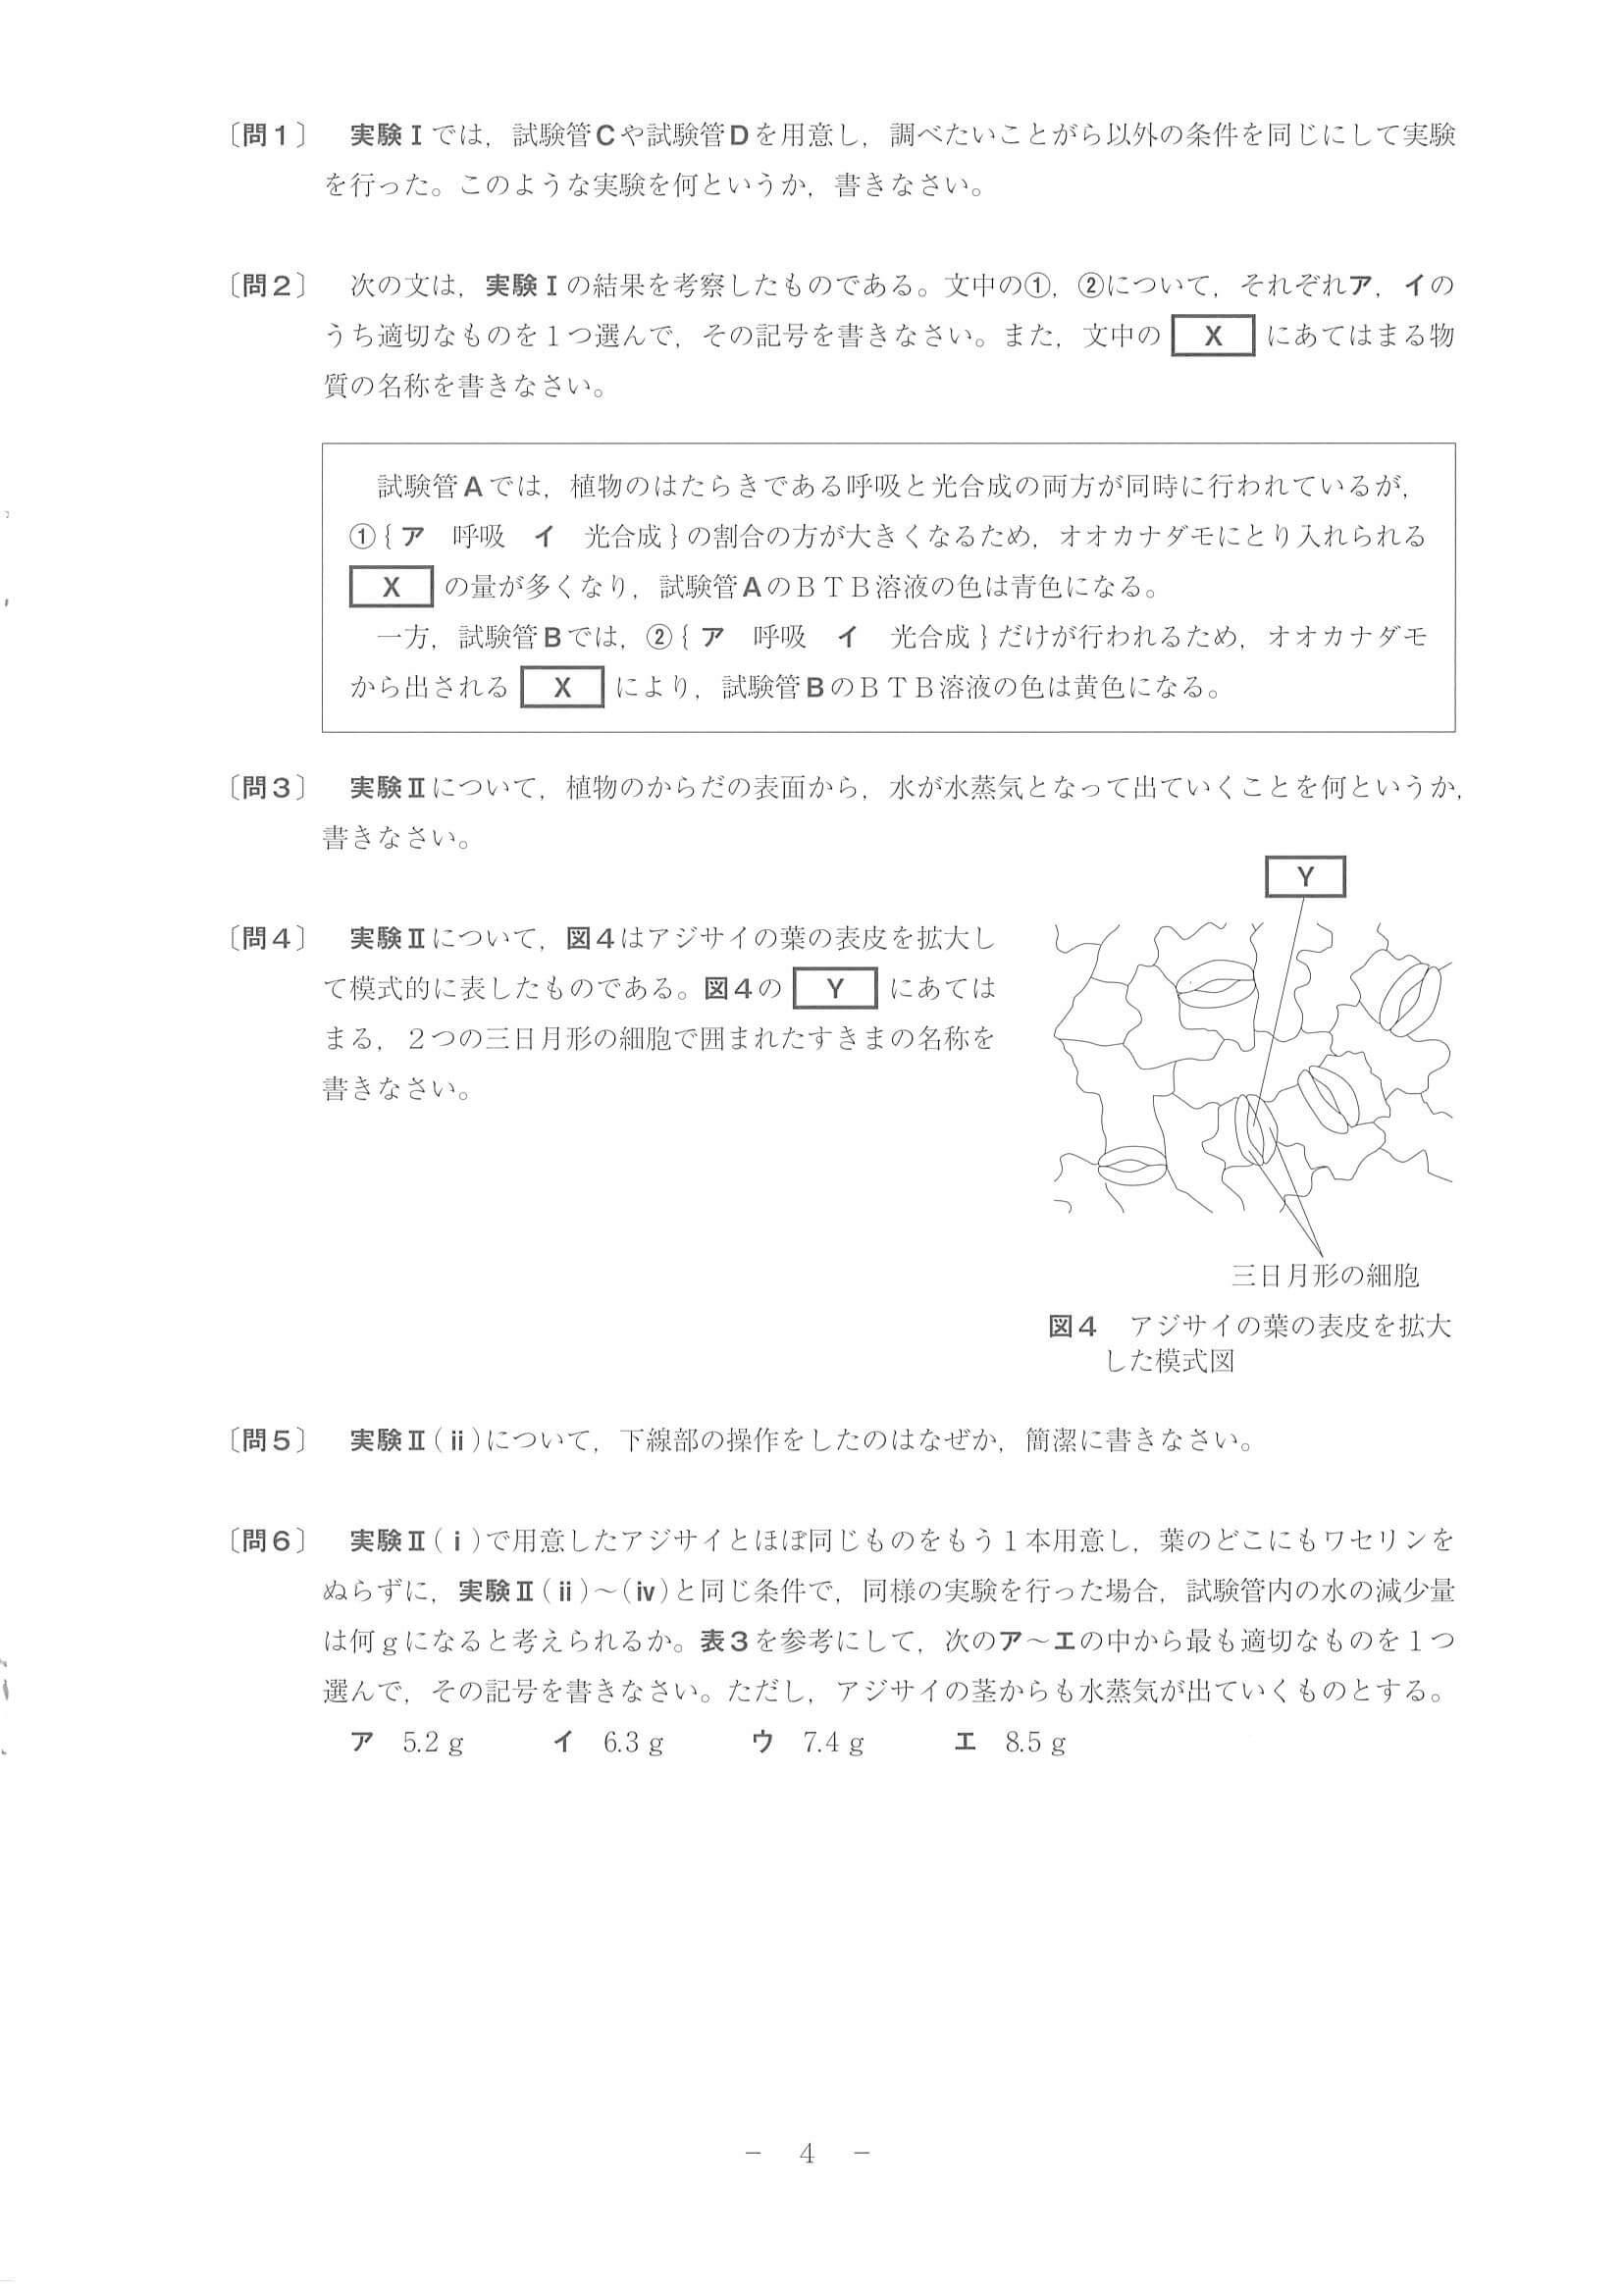 〔問1〕　実験Ⅰでは，試験管Cや試験管Dを用意し，調べたいことがら以外の条件を同じにして実験
を行った。このような実験を何というか，書きなさい。
〔問2〕　次の文は，実験Ⅰの結果を考察したものである。文中の①，②について，それぞれア，イの
うち適切なものを１つ選んで，その記号を書きなさい。また，文中の X にあてはまる物
質の名称を書きなさい。
試験管Aでは，植物のはたらきである呼吸と光合成の両方が同時に行われているが，
①{ ア　呼吸　イ　光合成 }の割合の方が大きくなるため，オオカナダモにとり入れられる
X の量が多くなり，試験管AのＢＴＢ溶液の色は青色になる。
一方，試験管Bでは，②{ ア　呼吸　イ　光合成 }だけが行われるため，オオカナダモ
から出される X により，試験管BのＢＴＢ溶液の色は黄色になる。
〔問3〕　実験Ⅱについて，植物のからだの表面から，水が水蒸気となって出ていくことを何というか，
書きなさい。
〔問4〕　実験Ⅱについて，図4はアジサイの葉の表皮を拡大し
て模式的に表したものである。図4の Y にあては
まる，２つの三日月形の細胞で囲まれたすきまの名称を
書きなさい。
Y
三日月形の細胞
図4　アジサイの葉の表皮を拡大
した模式図
〔問5〕　実験Ⅱ(ⅱ)について，下線部の操作をしたのはなぜか，簡潔に書きなさい。
〔問6〕　実験Ⅱ(ⅰ)で用意したアジサイとほぼ同じものをもう１本用意し，葉のどこにもワセリンを
ぬらずに，実験Ⅱ(ⅱ)～(ⅳ)と同じ条件で，同様の実験を行った場合，試験管内の水の減少量
は何ｇになると考えられるか。表3を参考にして，次のア～エの中から最も適切なものを１つ
選んで，その記号を書きなさい。ただし，アジサイの茎からも水蒸気が出ていくものとする。
ア　5.2 g　　イ　6.3 g　　ウ　7.4 g　　エ　8.5 g
－　4　－